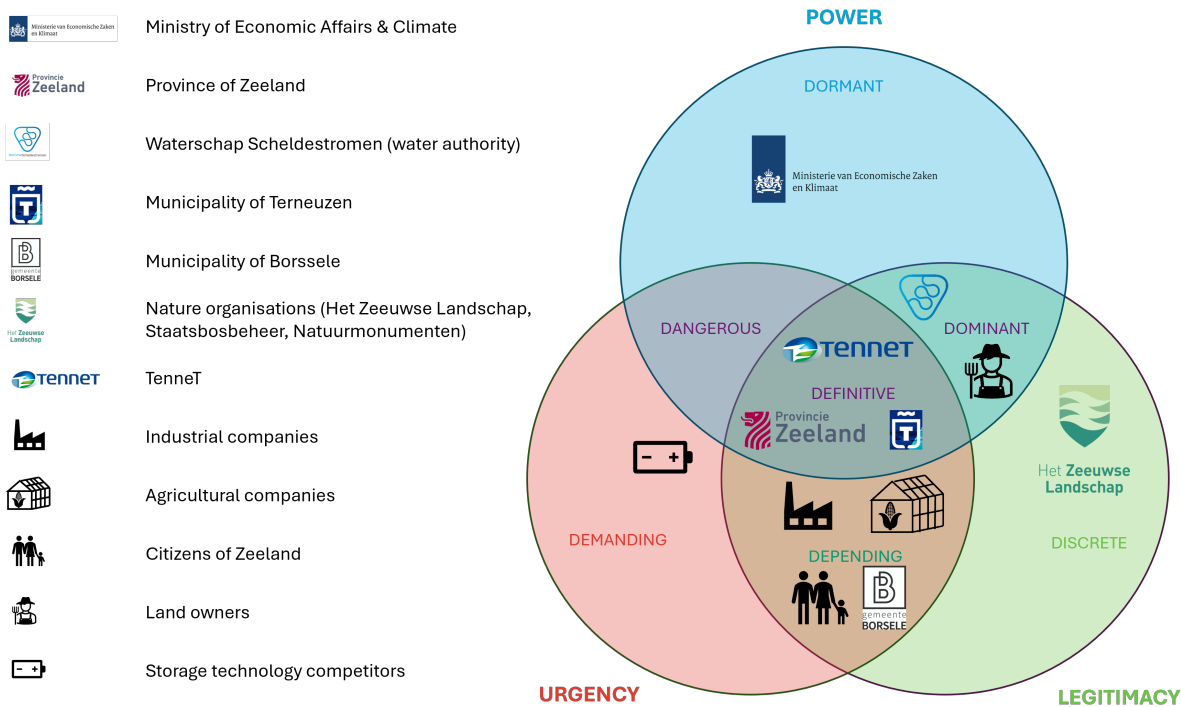 Ministerie van Economische Zaken
en Klimaat
Ministry of Economic Affairs & Climate
Provincie
Zeeland
Province of Zeeland
Waterschap Scheldestromen (water authority)
T
Municipality of Terneuzen
B
gemeente
BORSELE
Municipality of Borssele
Het Zeeuwse
Landschap
Nature organisations (Het Zeeuwse Landschap,
Staatsbosbeheer, Natuurmonumenten)
TenneT
TenneT
Industrial companies
Agricultural companies
Citizens of Zeeland
Land owners
- +
Storage technology competitors
POWER
DORMANT
Ministerie van Economische Zaken
en Klimaat
DANGEROUS
DOMINANT
TenneT
DEFINITIVE
Provincie
Zeeland
T
- +
Het Zeeuwse
Landschap
DEMANDING
DISCRETE
DEPENDING
B
gemeente
BORSELE
URGENCY
LEGITIMACY